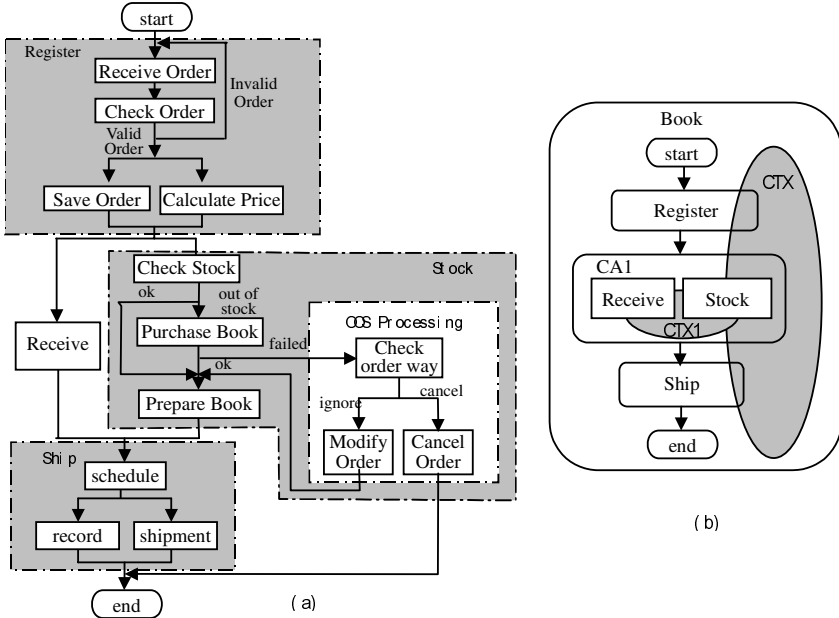 start
Register
Receive Order
Invalid
Order
Check Order
Valid
Order
Save Order
Calculate Price
Check Stock
Stock
ok
out of
stock
OOS Processing
Purchase Book
Receive
failed
Check
order way
ok
Prepare Book
ignore
cancel
Modify
Order
Cancel
Order
Ship
schedule
record
shipment
end
(a)
Book
start
CTX
Register
CA1
Receive
Stock
CTX1
Ship
end
(b)